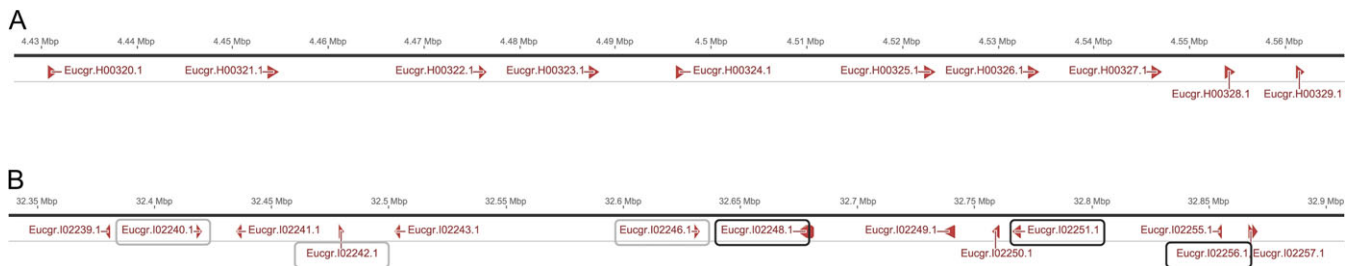 A
4.43 Mbp 4.44 Mbp 4.45 Mbp 4.46 Mbp 4.47 Mbp 4.48 Mbp 4.49 Mbp 4.5 Mbp 4.51 Mbp 4.52 Mbp 4.53 Mbp 4.54 Mbp 4.55 Mbp 4.56 Mbp
Eucgr.H00320.1 Eucgr.H00321.1 Eucgr.H00322.1 Eucgr.H00323.1 Eucgr.H00324.1 Eucgr.H00325.1 Eucgr.H00326.1 Eucgr.H00327.1
Eucgr.H00328.1 Eucgr.H00329.1
B
32.35 Mbp 32.4 Mbp 32.45 Mbp 32.5 Mbp 32.55 Mbp 32.6 Mbp 32.65 Mbp 32.7 Mbp 32.75 Mbp 32.8 Mbp 32.85 Mbp 32.9 Mbp
Eucgr.I02239.1 Eucgr.I02240.1 Eucgr.I02241.1 Eucgr.I02243.1 Eucgr.I02246.1 Eucgr.I02248.1 Eucgr.I02249.1 Eucgr.I02251.1 Eucgr.I02255.1
Eucgr.I02242.1 Eucgr.I02250.1 Eucgr.I02256.1 Eucgr.I02257.1